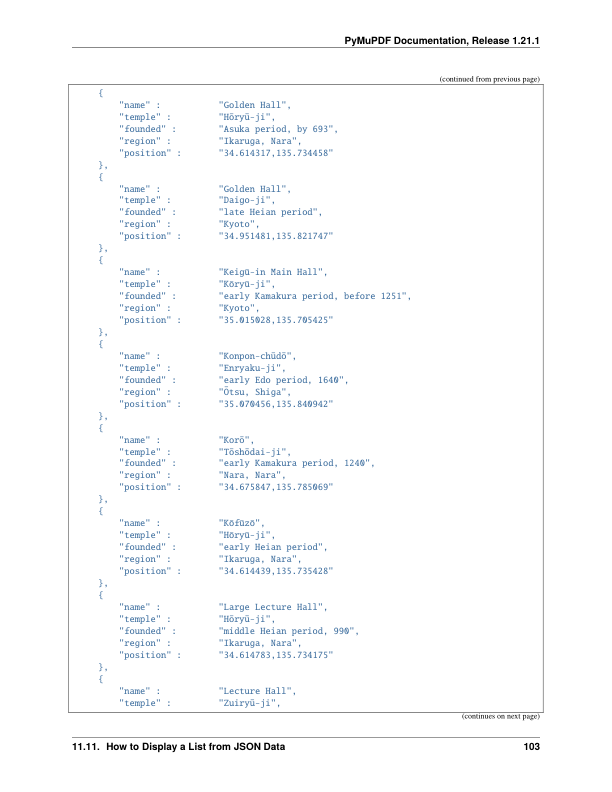 PyMuPDF Documentation, Release 1.21.1
(continued from previous page)
{
"name" : "Golden Hall",
"temple" : "Hōryū-ji",
"founded" : "Asuka period, by 693",
"region" : "Ikaruga, Nara",
"position" : "34.614317,135.734458"
},
{
"name" : "Golden Hall",
"temple" : "Daigo-ji",
"founded" : "late Heian period",
"region" : "Kyoto",
"position" : "34.951481,135.821747"
},
{
"name" : "Keigū-in Main Hall",
"temple" : "Kōryū-ji",
"founded" : "early Kamakura period, before 1251",
"region" : "Kyoto",
"position" : "35.015028,135.705425"
},
{
"name" : "Konpon-chūdō",
"temple" : "Enryaku-ji",
"founded" : "early Edo period, 1640",
"region" : "Ōtsu, Shiga",
"position" : "35.070456,135.840942"
},
{
"name" : "Korō",
"temple" : "Tōshōdai-ji",
"founded" : "early Kamakura period, 1240",
"region" : "Nara, Nara",
"position" : "34.675847,135.785069"
},
{
"name" : "Kōfūzō",
"temple" : "Hōryū-ji",
"founded" : "early Heian period",
"region" : "Ikaruga, Nara",
"position" : "34.614439,135.735428"
},
{
"name" : "Large Lecture Hall",
"temple" : "Hōryū-ji",
"founded" : "middle Heian period, 990",
"region" : "Ikaruga, Nara",
"position" : "34.614783,135.734175"
},
{
"name" : "Lecture Hall",
"temple" : "Zuiryū-ji",
(continues on next page)
11.11. How to Display a List from JSON Data 103